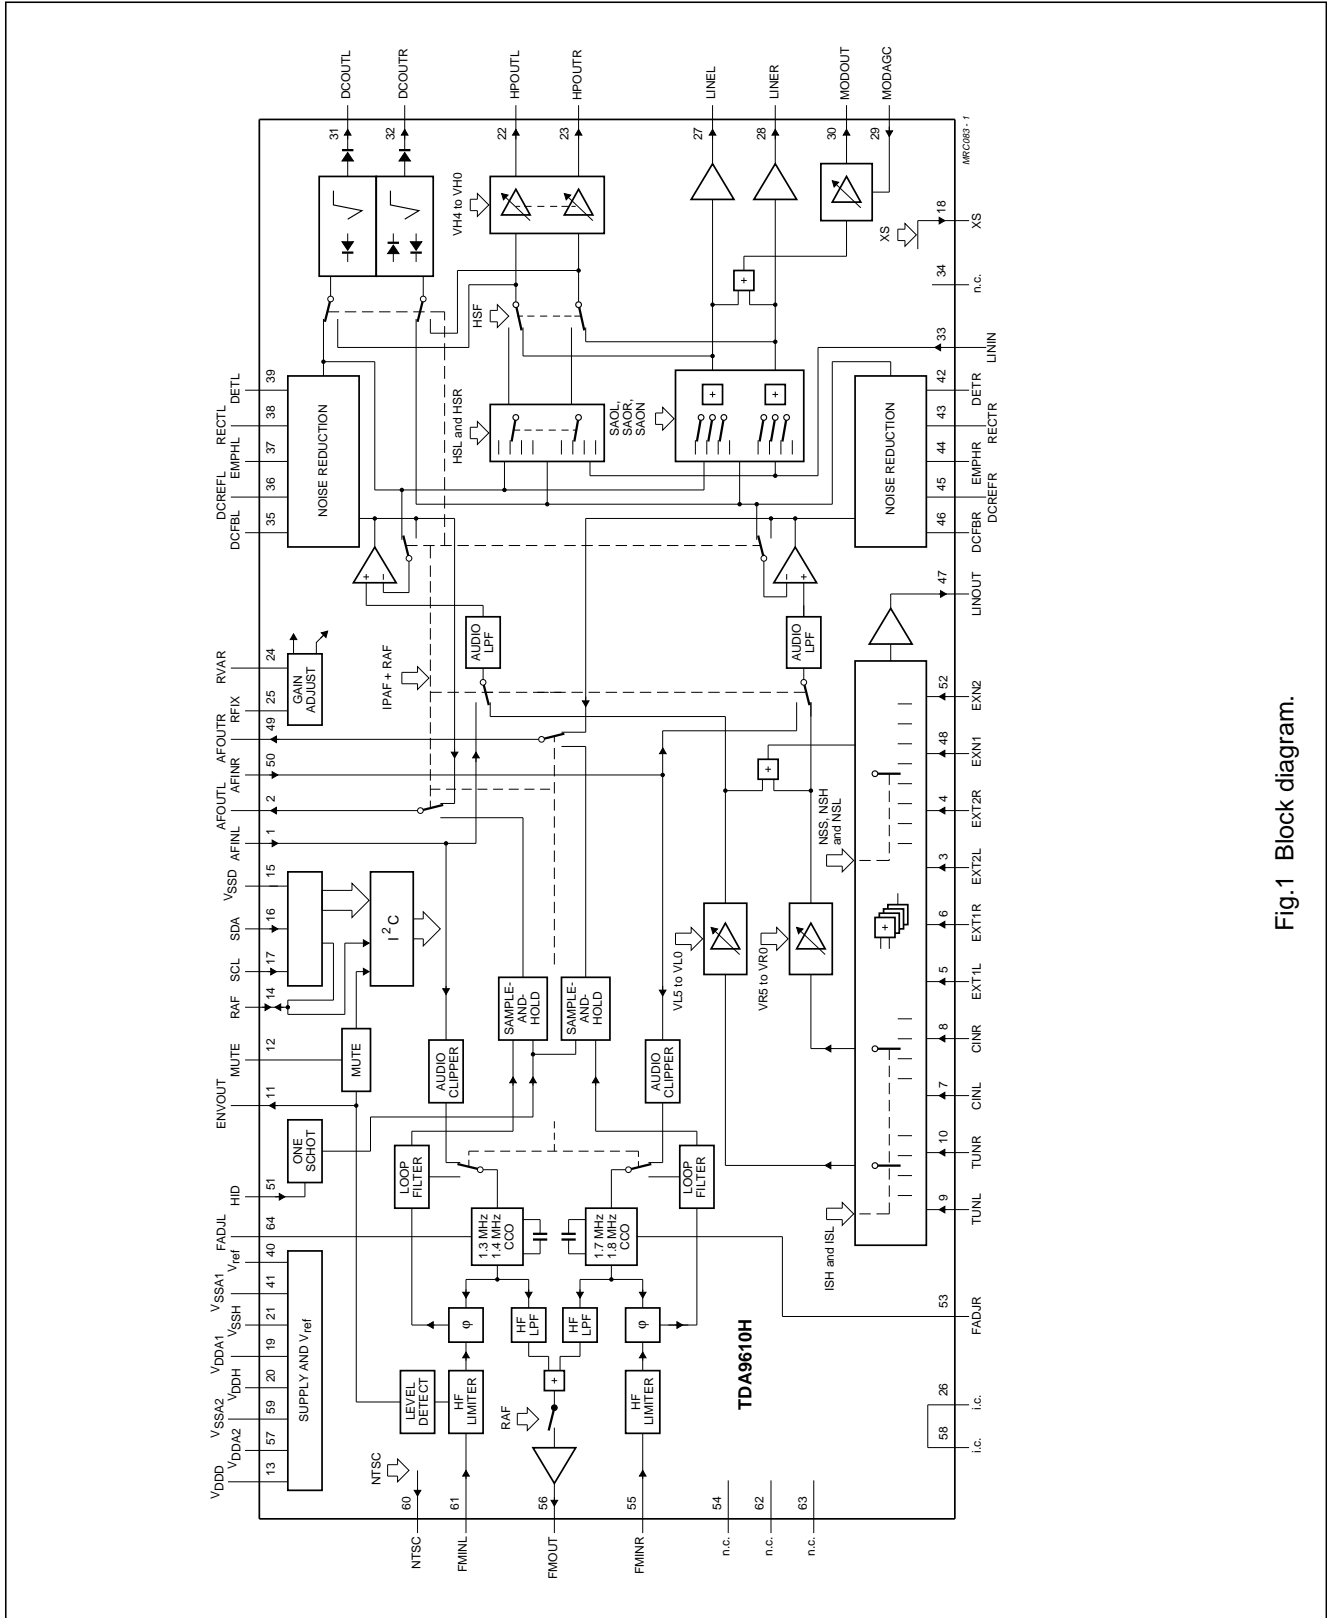 DCOUTL
DCOUTR
HPOUTL
HPOUTR
LINEL
LINER
MODOUT
MODAGC
31
32
22
23
27
28
30
29
MRC083 - 1
VH4 to VH0
XS
18
XS
34
n.c.
HSF
+
33
LININ
DETL
39
RECTL
38
EMPHL
37
DCREFL
36
DCFBL
35
NOISE REDUCTION
HSL and HSR
SAOL,
SAOR,
SAON
+
+
NOISE REDUCTION
42
DETR
43
RECTR
44
EMPHR
45
DCREFR
46
DCFBR
+
−
−
+
47
LINOUT
AUDIO
LPF
AUDIO
LPF
RVAR
24
RFIX
25
GAIN
ADJUST
IPAF + RAF
AFOUTR
49
AFINR
50
AFOUTL
2
AFINL
1
+
52
EXN2
48
EXN1
4
EXT2R
3
EXT2L
6
EXT1R
5
EXT1L
8
CINR
7
CINL
10
TUNR
9
TUNL
NSS, NSH
and NSL
+
ISH and ISL
VSSD
15
SDA
16
SCL
17
RAF
14
I2C
MUTE
12
MUTE
ENVOUT
11
ONE
SCHOT
HID
51
VL5 to VL0
VR5 to VR0
SAMPLE-
AND-
HOLD
SAMPLE-
AND-
HOLD
AUDIO
CLIPPER
AUDIO
CLIPPER
LOOP
FILTER
LOOP
FILTER
FADJL
64
1.3 MHz
1.4 MHz
CCO
1.7 MHz
1.8 MHz
CCO
Vref
40
VSSA1
41
VSSH
21
VDDA1
19
VDDH
20
VSSA2
59
VDDA2
57
VDDD
13
SUPPLY AND Vref
φ
HF
LPF
HF
LPF
φ
+
LEVEL
DETECT
HF
LIMITER
HF
LIMITER
RAF
NTSC
TDA9610H
53
FADJR
26
i.c.
58
i.c.
60
61
56
55
54
62
63
NTSC
FMINL
FMOUT
FMINR
n.c.
n.c.
n.c.
Fig.1 Block diagram.